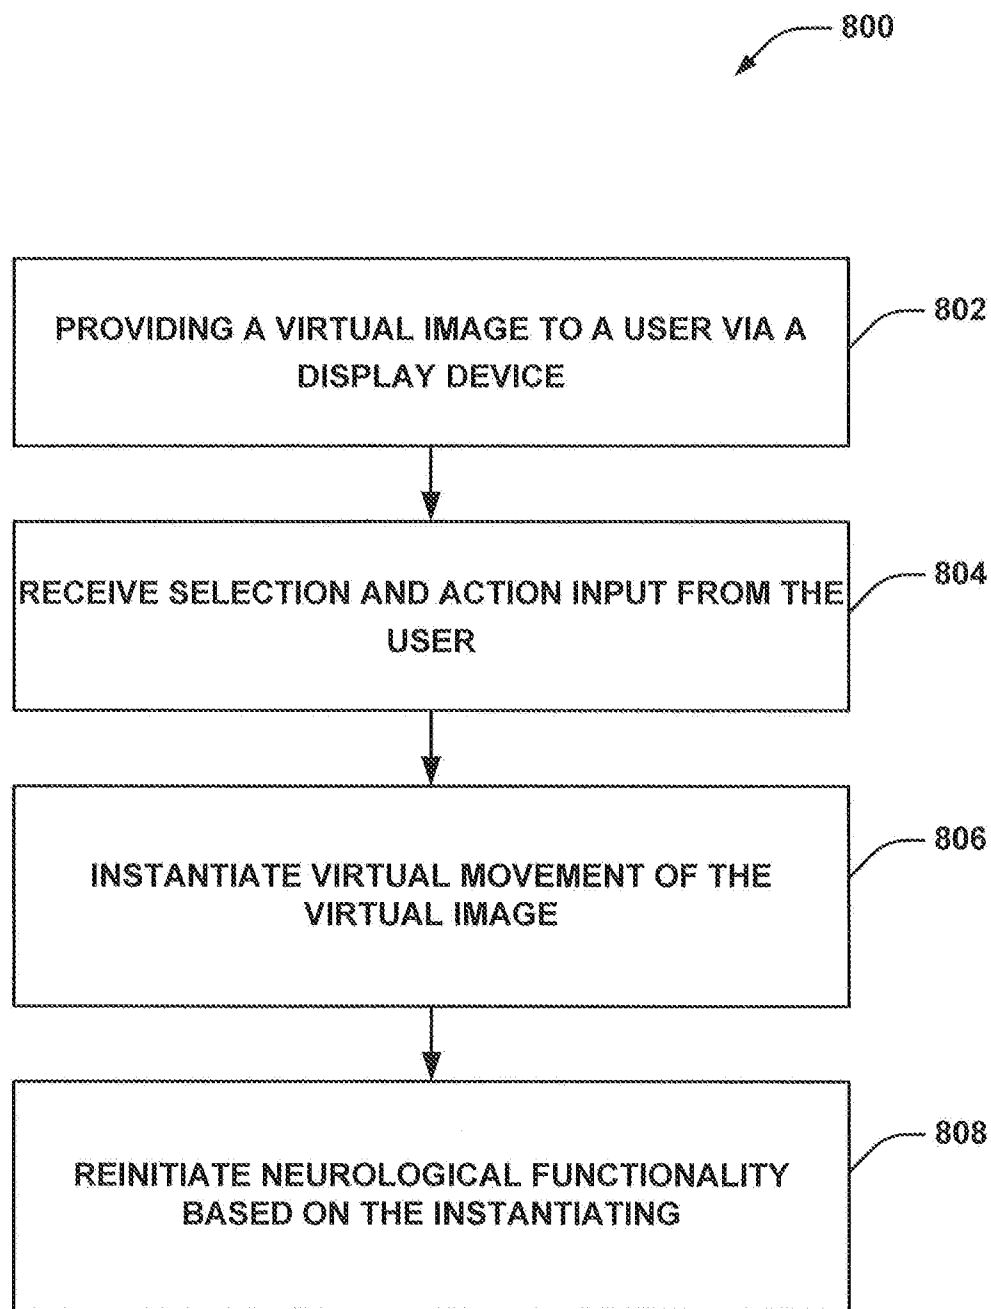 800
PROVIDING A VIRTUAL IMAGE TO A USER VIA A
DISPLAY DEVICE
802
RECEIVE SELECTION AND ACTION INPUT FROM THE
USER
804
INSTANTIATE VIRTUAL MOVEMENT OF THE
VIRTUAL IMAGE
806
REINITIATE NEUROLOGICAL FUNCTIONALITY
BASED ON THE INSTANTIATING
808